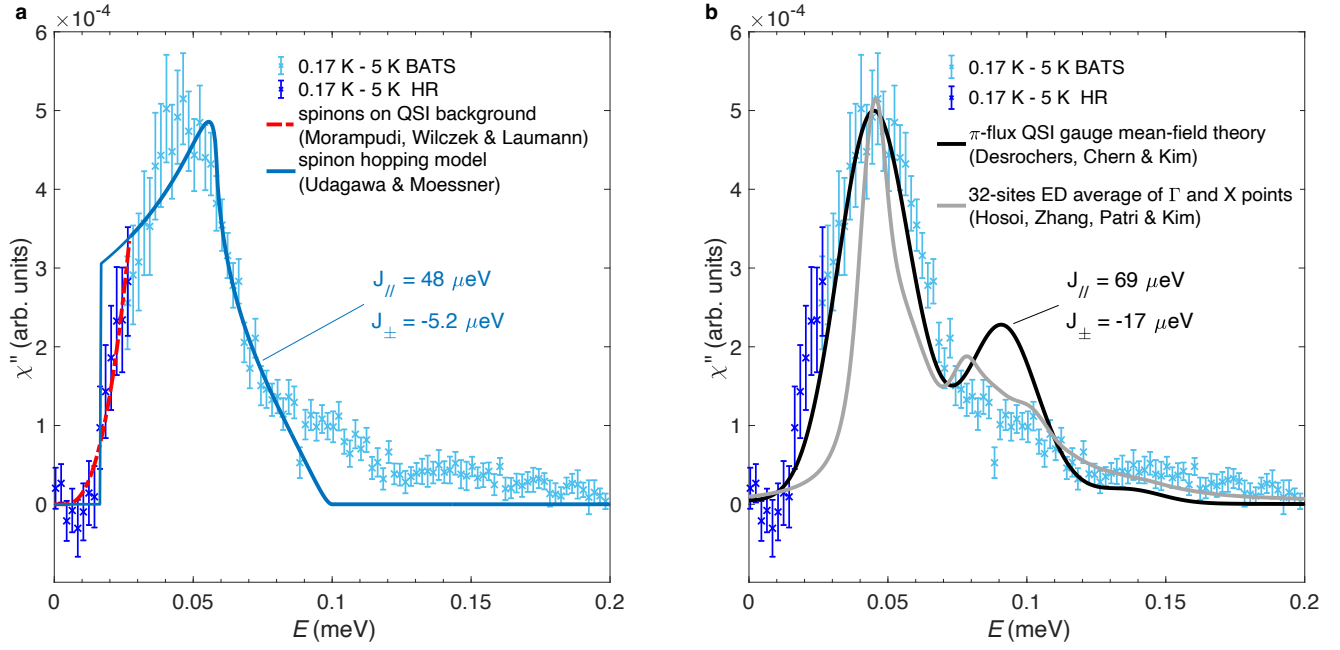 a
×10⁻⁴
6
5
4
3
2
1
0
χ" (arb. units)
0.17 K - 5 K BATS
0.17 K - 5 K HR
spinons on QSI background
(Morampudi, Wilczek & Laumann)
spinon hopping model
(Udagawa & Moessner)
J// = 48 μeV
J± = -5.2 μeV
0 0.05 0.1 0.15 0.2
E (meV)
b
×10⁻⁴
6
5
4
3
2
1
0
χ" (arb. units)
0.17 K - 5 K BATS
0.17 K - 5 K HR
π-flux QSI gauge mean-field theory
(Desrochers, Chern & Kim)
32-sites ED average of Γ and X points
(Hosoi, Zhang, Patri & Kim)
J// = 69 μeV
J± = -17 μeV
0 0.05 0.1 0.15 0.2
E (meV)